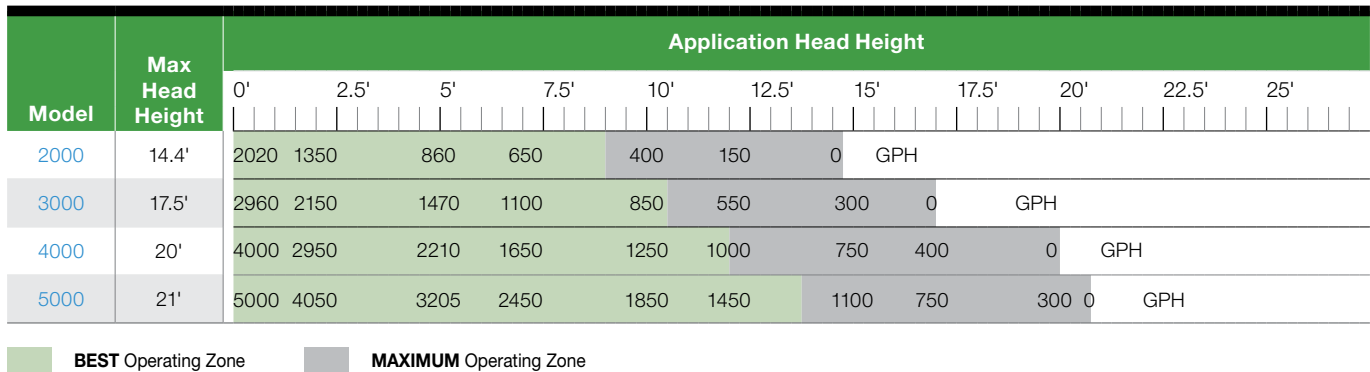 Application Head Height
Model
Max
Head
Height
0' 2.5' 5' 7.5' 10' 12.5' 15' 17.5' 20' 22.5' 25'
2000 14.4' 2020 1350 860 650 400 150 0 GPH
3000 17.5' 2960 2150 1470 1100 850 550 300 0 GPH
4000 20' 4000 2950 2210 1650 1250 1000 750 400 0 GPH
5000 21' 5000 4050 3205 2450 1850 1450 1100 750 300 0 GPH
BEST Operating Zone MAXIMUM Operating Zone